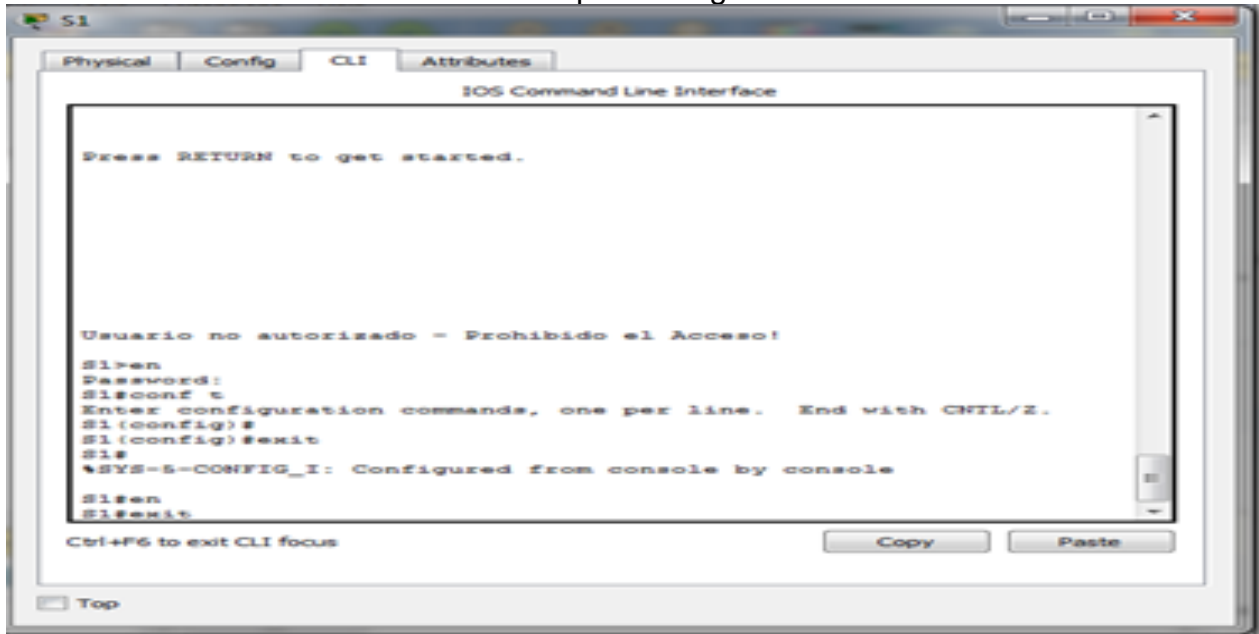 S1
Physical Config CLI Attributes
IOS Command Line Interface
Press RETURN to get started.
Usuario no autorizado - Prohibido el Acceso!
S1>en
Password:
S1#conf t
Enter configuration commands, one per line. End with CNTL/Z.
S1(config)#
S1(config)#exit
S1#
%SYS-5-CONFIG_I: Configured from console by console
S1#en
S1#exit
Ctrl+F6 to exit CLI focus
Copy Paste
Top